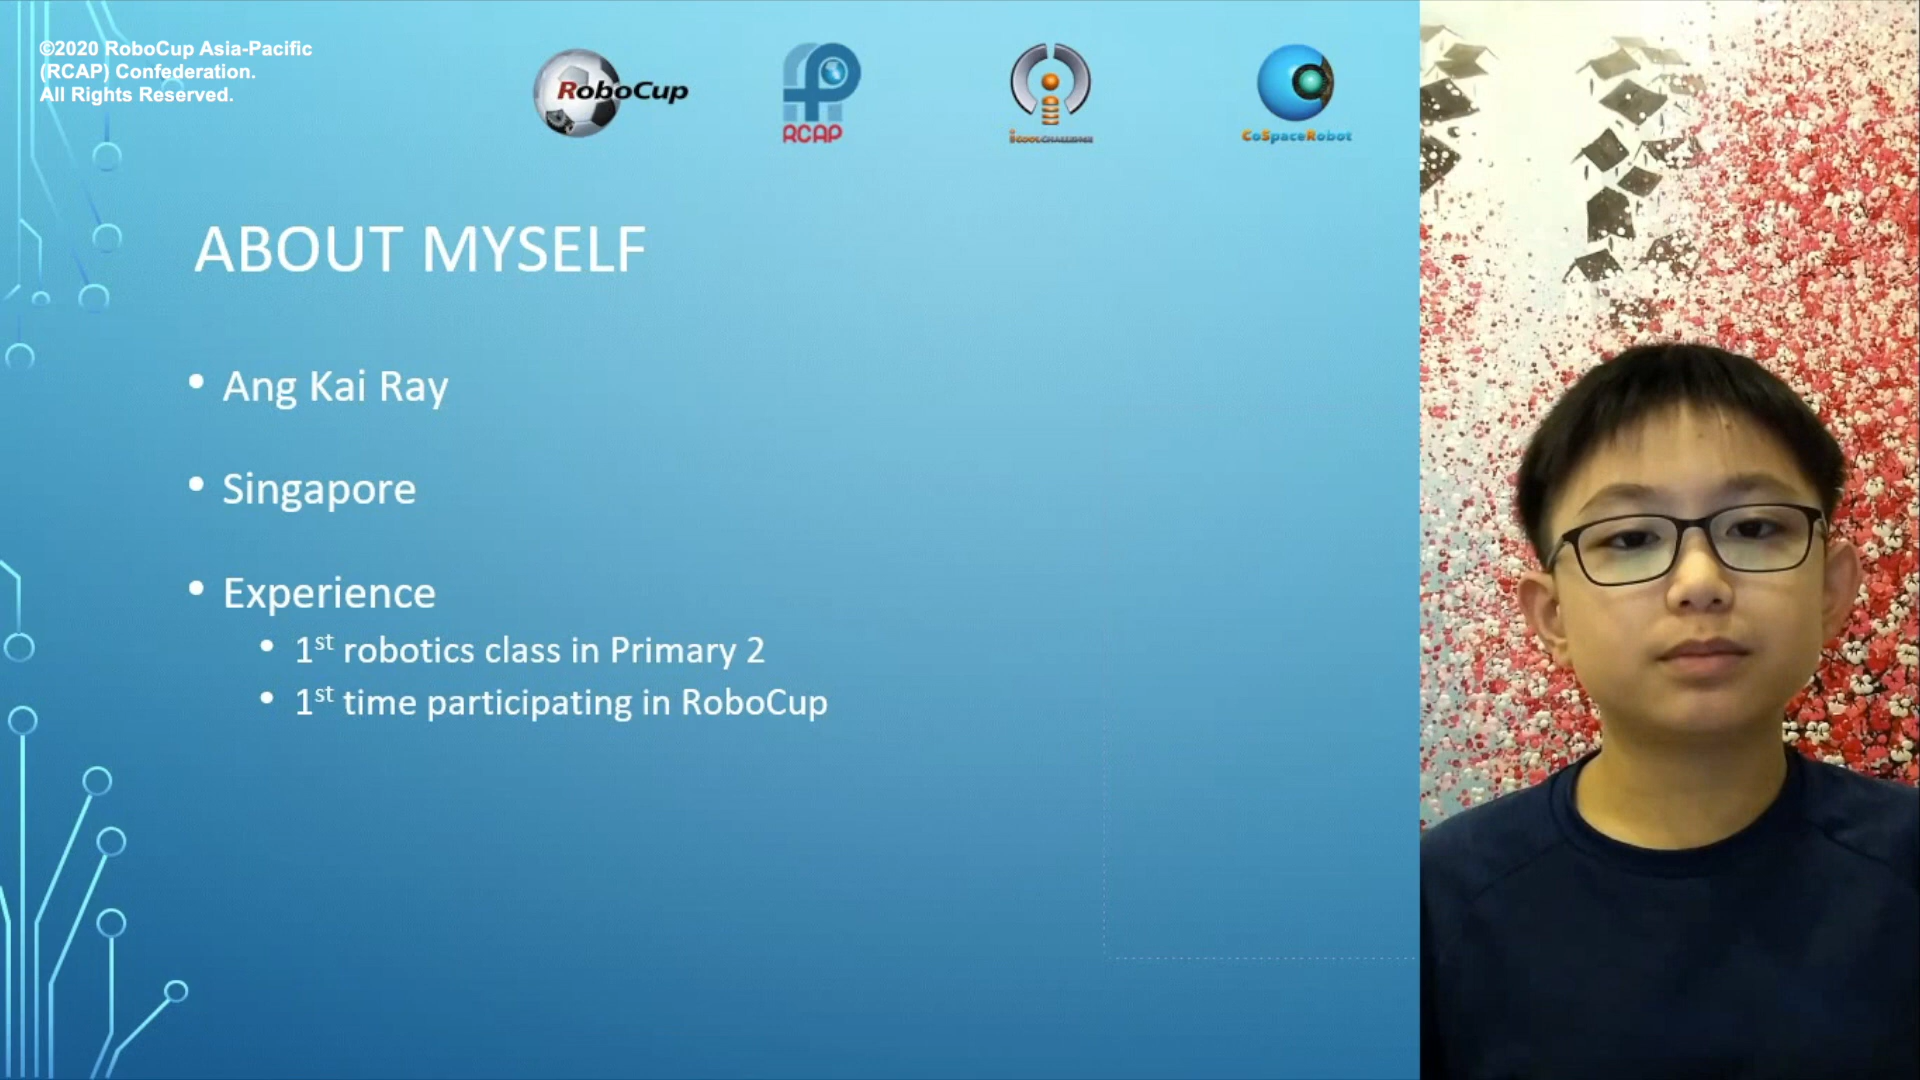 ©2020 RoboCup Asia-Pacific
(RCAP) Confederation.
All Rights Reserved.
RoboCup
RCAP
iCOOLCHALLENGE
CoSpaceRobot
ABOUT MYSELF
• Ang Kai Ray
• Singapore
• Experience
• 1st robotics class in Primary 2
• 1st time participating in RoboCup